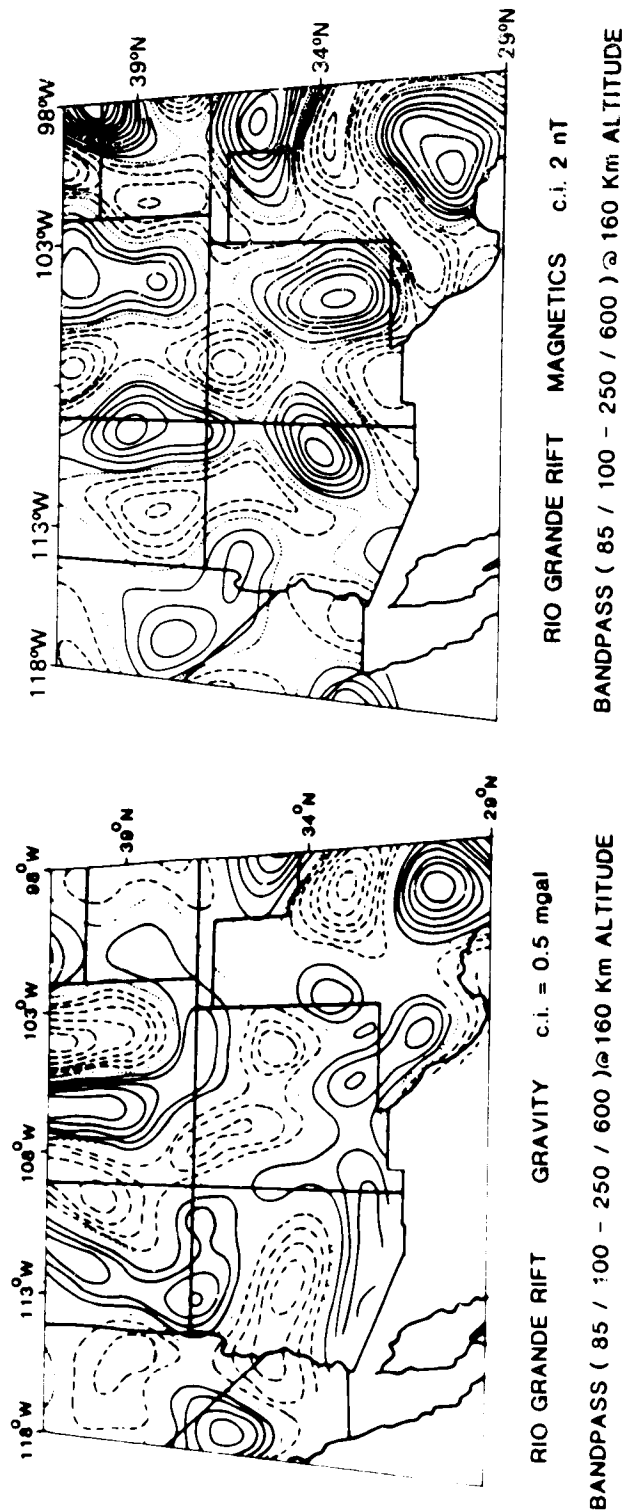 118°W 113°W 108°W 103°W 98°W
39°N
34°N
29°N
RIO GRANDE RIFT GRAVITY c.i. = 0.5 mgal
BANDPASS ( 85 / 100 - 250 / 600 )@ 160 Km ALTITUDE
118°W 113°W 103°W 98°W
39°N
34°N
29°N
RIO GRANDE RIFT MAGNETICS c.i. 2 nT
BANDPASS ( 85 / 100 - 250 / 600 )@ 160 Km ALTITUDE